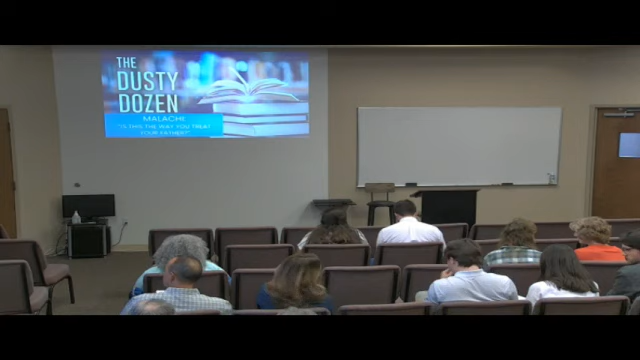 THE
DUSTY
DOZEN
MALACHI
"IS THIS THE WAY YOU TREAT
YOUR FATHER?"